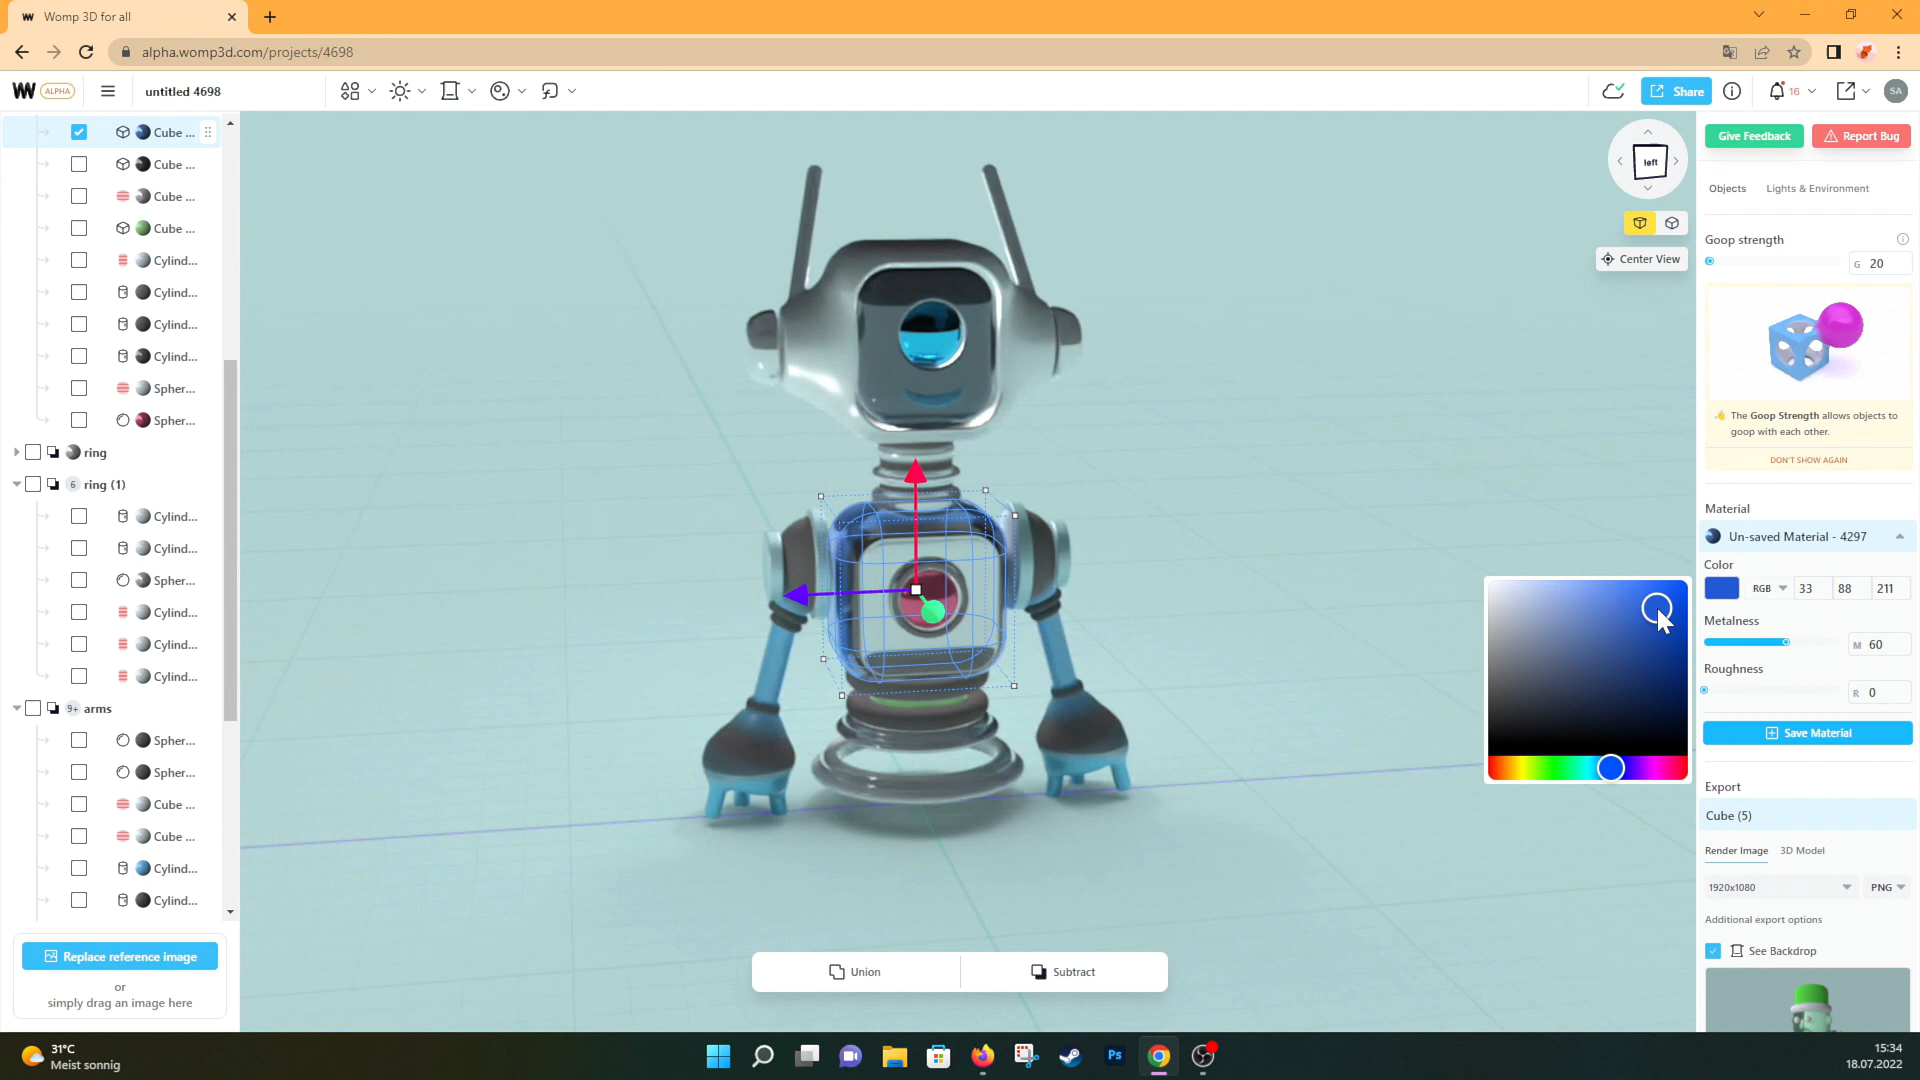 Womp 3D for all
alpha.womp3d.com/projects/4698
ALPHA
untitled 4698
Share
16
SA
Cube ...
Cube ...
Cube ...
Cube ...
Cylind...
Cylind...
Cylind...
Cylind...
Spher...
Spher...
ring
6 ring (1)
Cylind...
Cylind...
Spher...
Cylind...
Cylind...
Cylind...
9+ arms
Spher...
Spher...
Cube ...
Cube ...
Cylind...
Cylind...
Replace reference image
or
simply drag an image here
left
Center View
Union
Subtract
Give Feedback
Report Bug
Objects
Lights & Environment
Goop strength
G 20
The Goop Strength allows objects to
goop with each other.
DON'T SHOW AGAIN
Material
Un-saved Material - 4297
Color
RGB 33 88 211
Metalness
M 60
Roughness
R 0
Save Material
Export
Cube (5)
Render Image
3D Model
1920x1080
PNG
Additional export options
See Backdrop
31°C
Meist sonnig
Ps
15:34
18.07.2022